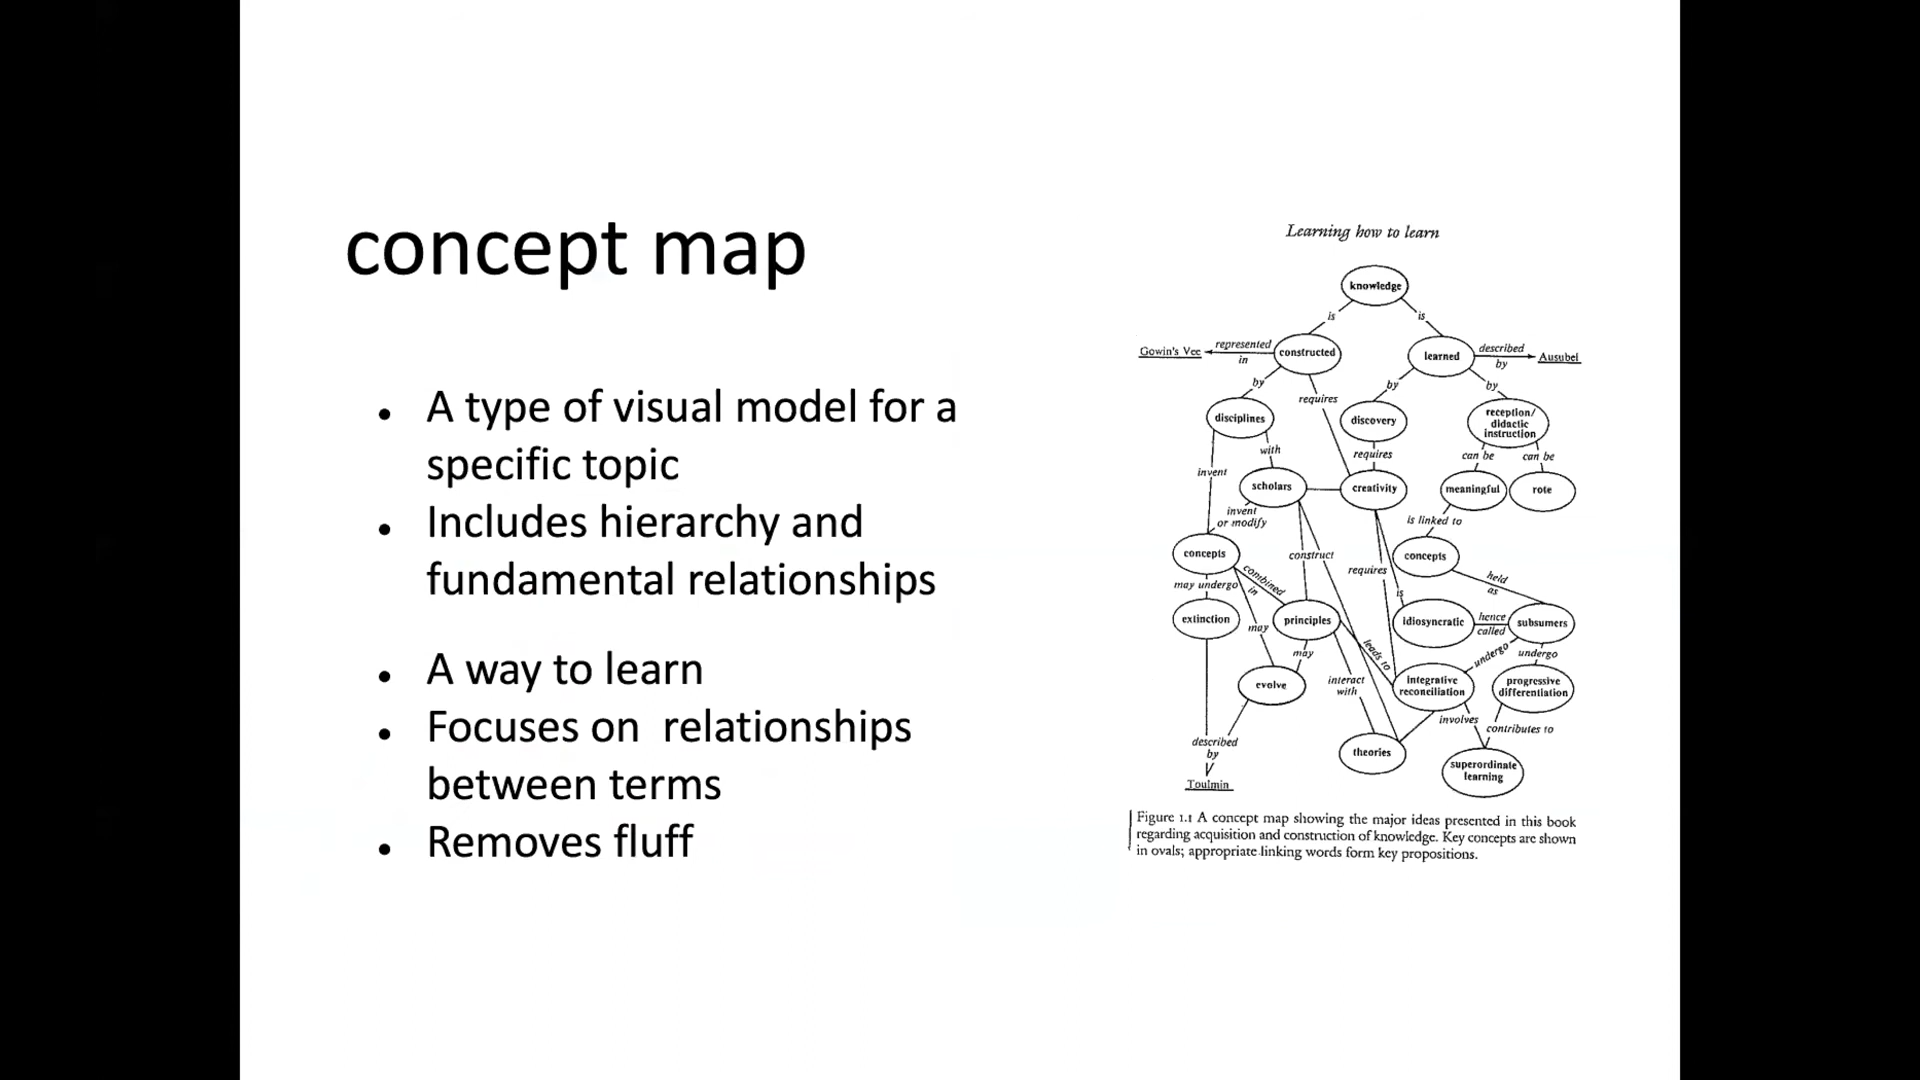 concept map
A type of visual model for a
specific topic
Includes hierarchy and
fundamental relationships
A way to learn
Focuses on  relationships
between terms
Removes fluff
Learning how to learn
knowledge
is
is
Gowin's Vee
represented
in
constructed
learned
described
by
Ausubel
by
requires
by
by
disciplines
discovery
reception/
didactic
instruction
invent
with
requires
can be
can be
scholars
creativity
meaningful
rote
invent
or modify
is linked to
concepts
construct
concepts
requires
combined
in
held
as
may undergo
is
extinction
principles
idiosyncratic
hence
called
subsumers
may
may
leads to
undergo
undergo
evolve
interact
with
integrative
reconciliation
progressive
differentiation
involves
contributes to
described
by
theories
superordinate
learning
Toulmin
Figure 1.1 A concept map showing the major ideas presented in this book
regarding acquisition and construction of knowledge. Key concepts are shown
in ovals; appropriate linking words form key propositions.